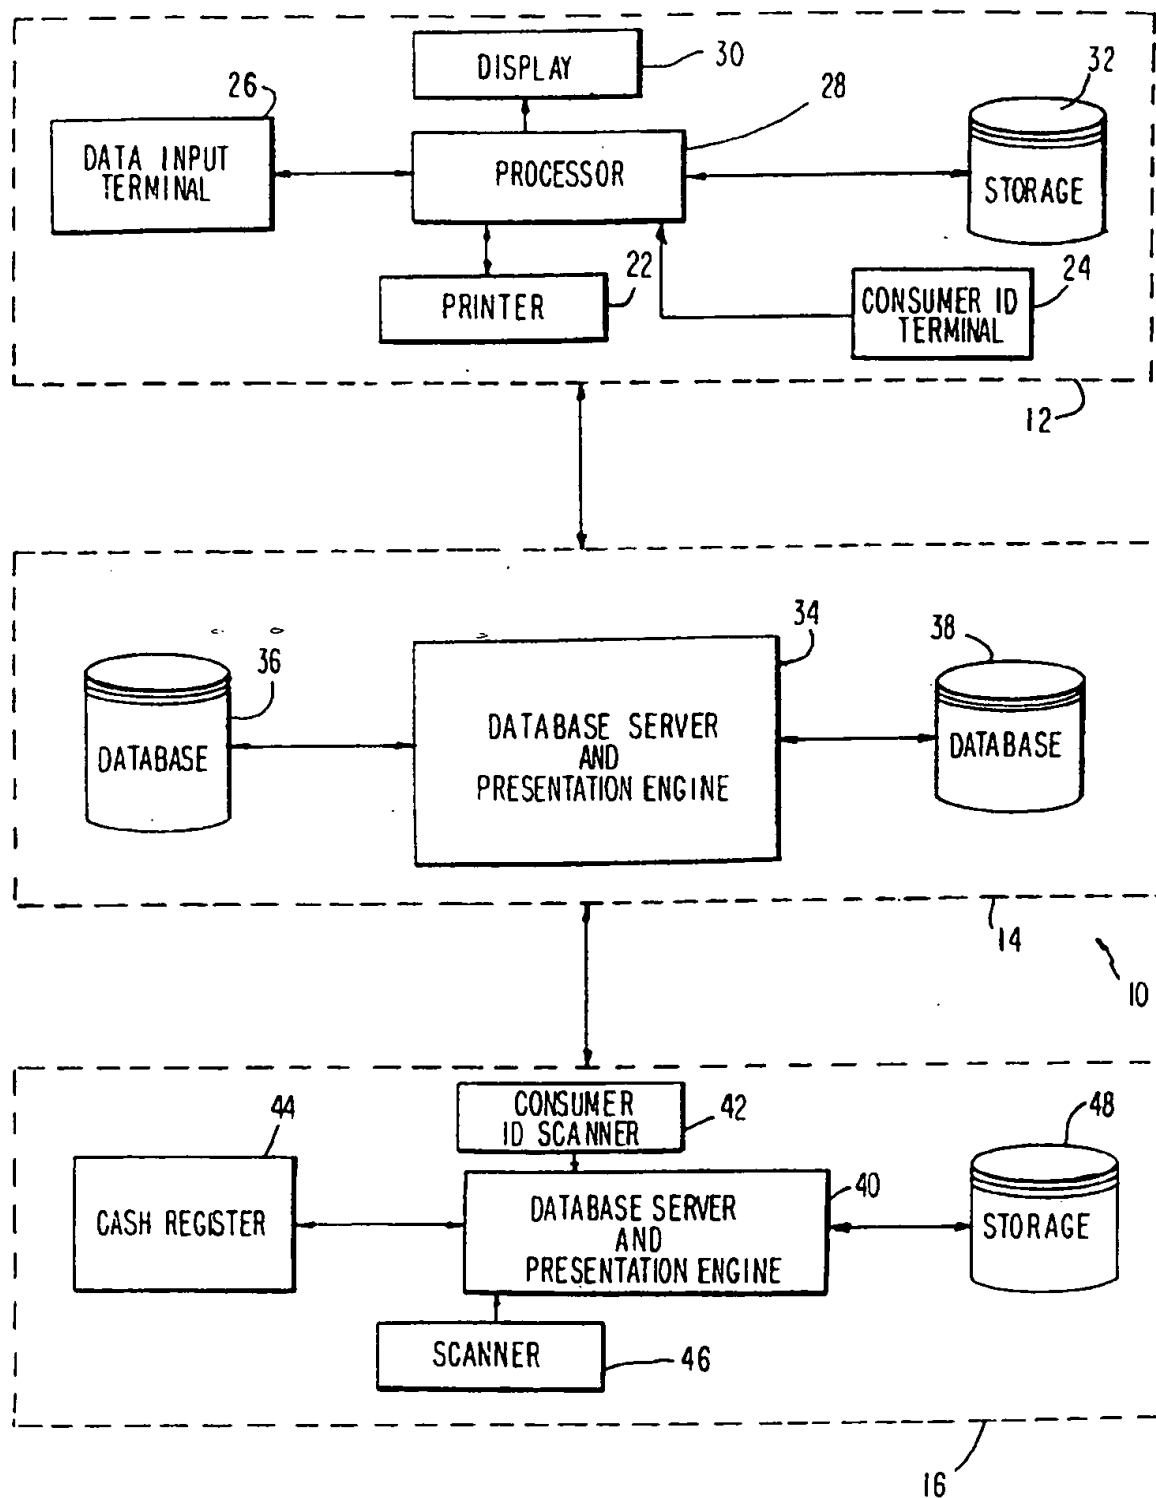 DISPLAY
30
32
26
28
DATA INPUT
TERMINAL
PROCESSOR
STORAGE
22
24
PRINTER
CONSUMER ID
TERMINAL
12
34
38
36
DATABASE
DATABASE SERVER
AND
PRESENTATION ENGINE
DATABASE
14
10
44
CONSUMER
ID SCANNER
42
48
40
CASH REGISTER
DATABASE SERVER
AND
PRESENTATION ENGINE
STORAGE
SCANNER
46
16